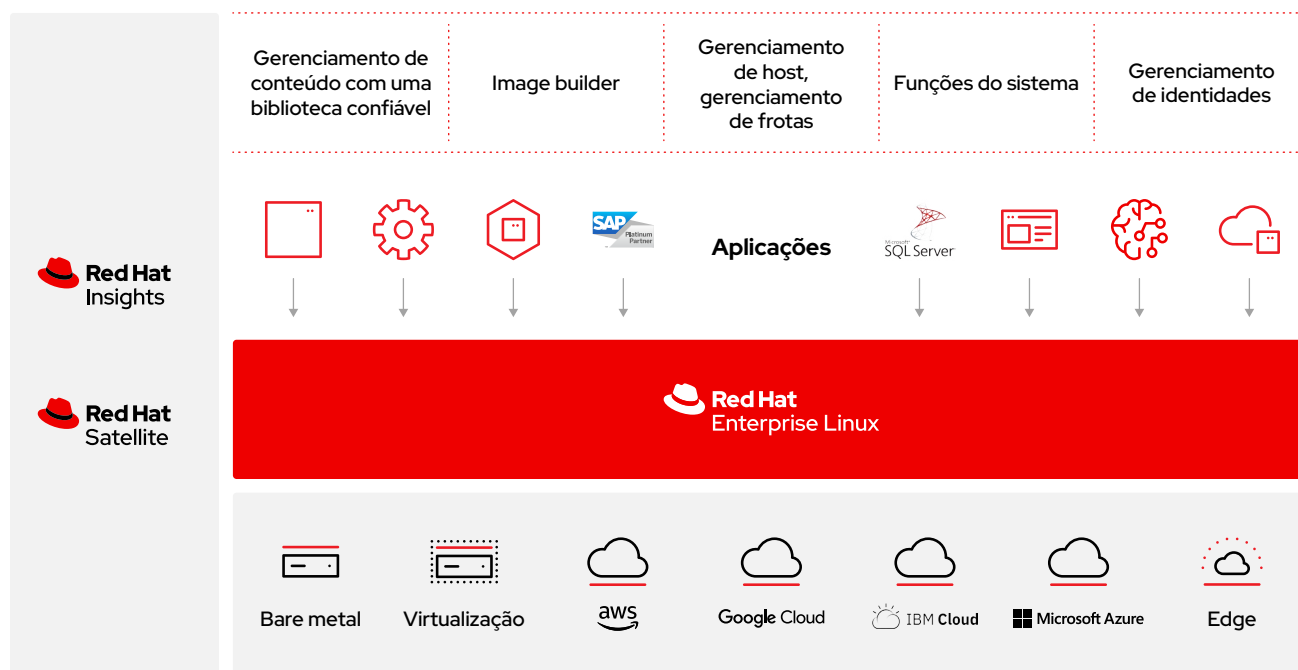 Gerenciamento de
conteúdo com uma
biblioteca confiável
Image builder
Gerenciamento
de host,
gerenciamento
de frotas
Funções do sistema
Gerenciamento
de identidades
Red Hat
Insights
SAP
Platinum
Partner
Aplicações
Microsoft
SQL Server
Red Hat
Satellite
Red Hat
Enterprise Linux
Bare metal
Virtualização
aws
Google Cloud
IBM Cloud
Microsoft Azure
Edge